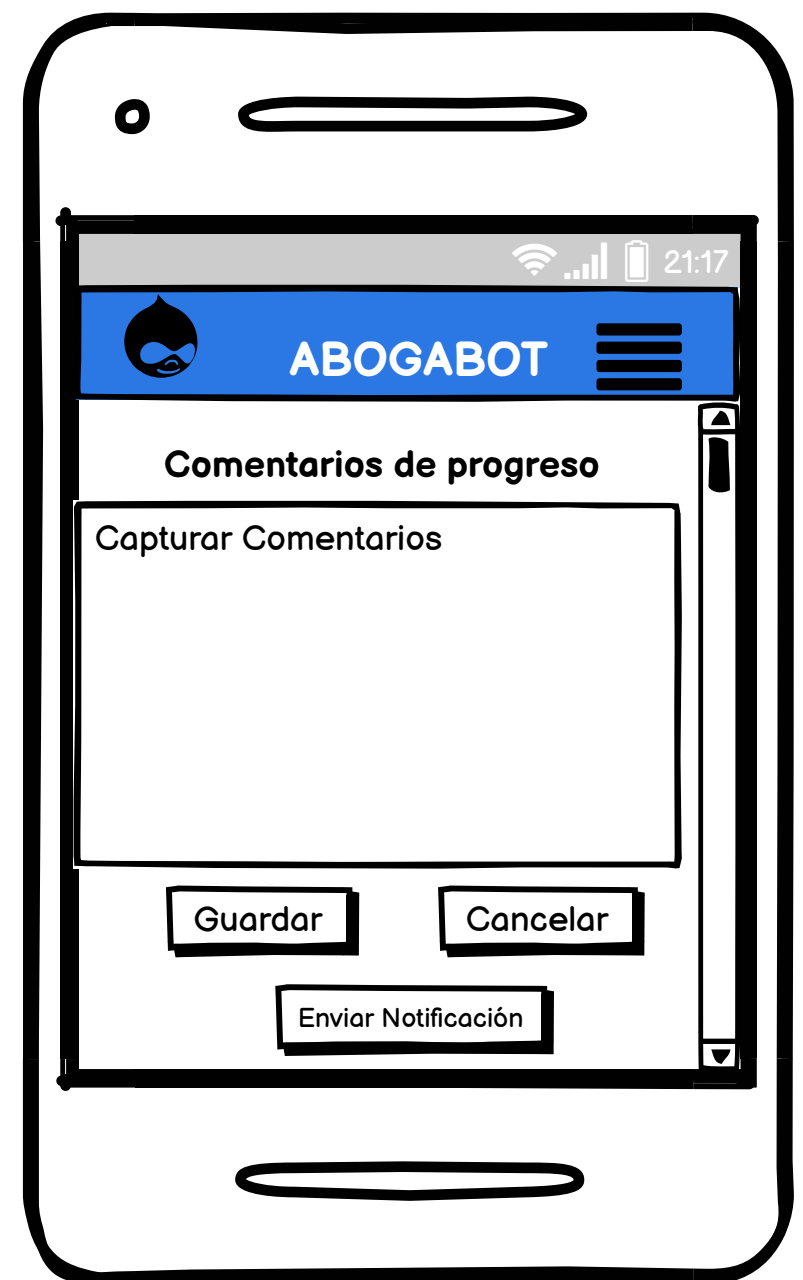 21:17
ABOGABOT
Comentarios de progreso
Capturar Comentarios
Guardar
Cancelar
Enviar Notificación